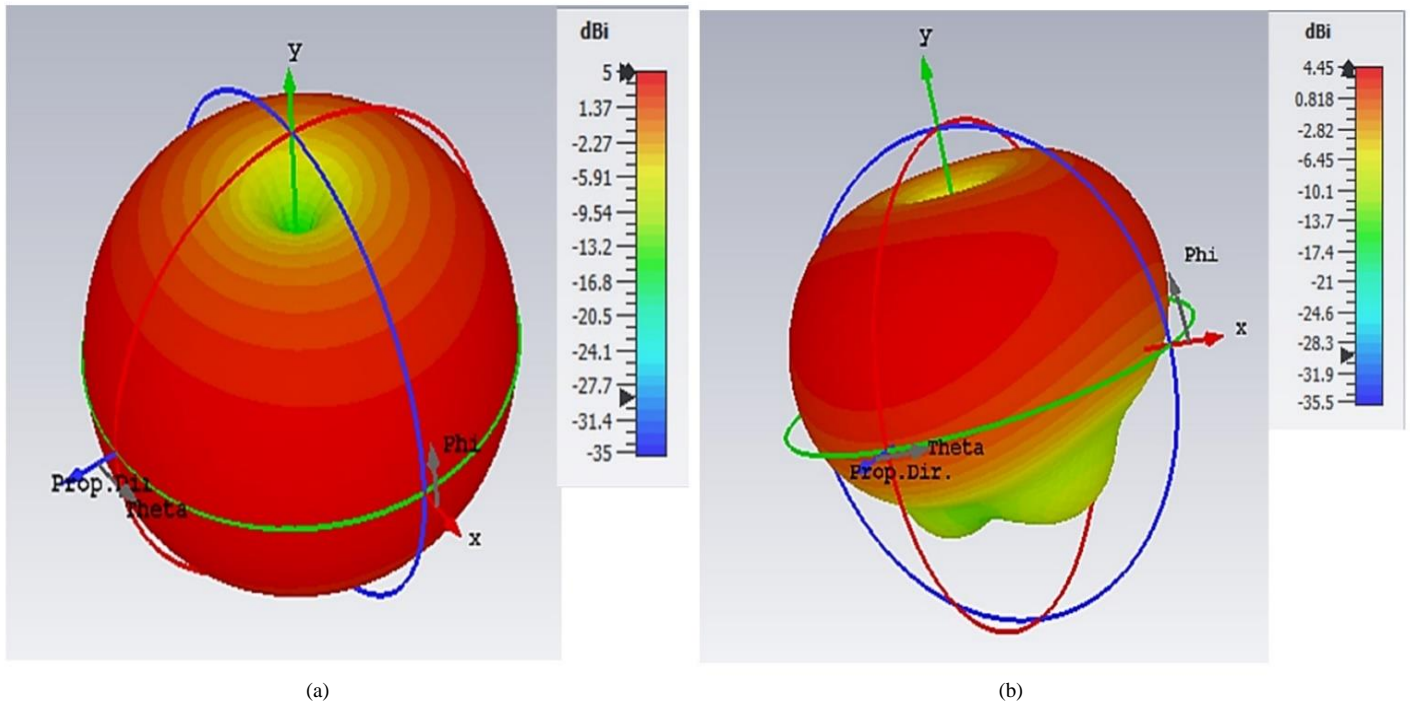 y
dBi
5
1.37
-2.27
-5.91
-9.54
-13.2
-16.8
-20.5
-24.1
-27.7
-31.4
-35
Phi
Prop.Dir.
Theta
x
(a)
y
dBi
4.45
0.818
-2.82
-6.45
-10.1
-13.7
-17.4
-21
-24.6
-28.3
-31.9
-35.5
Phi
x
Theta
Prop.Dir.
(b)